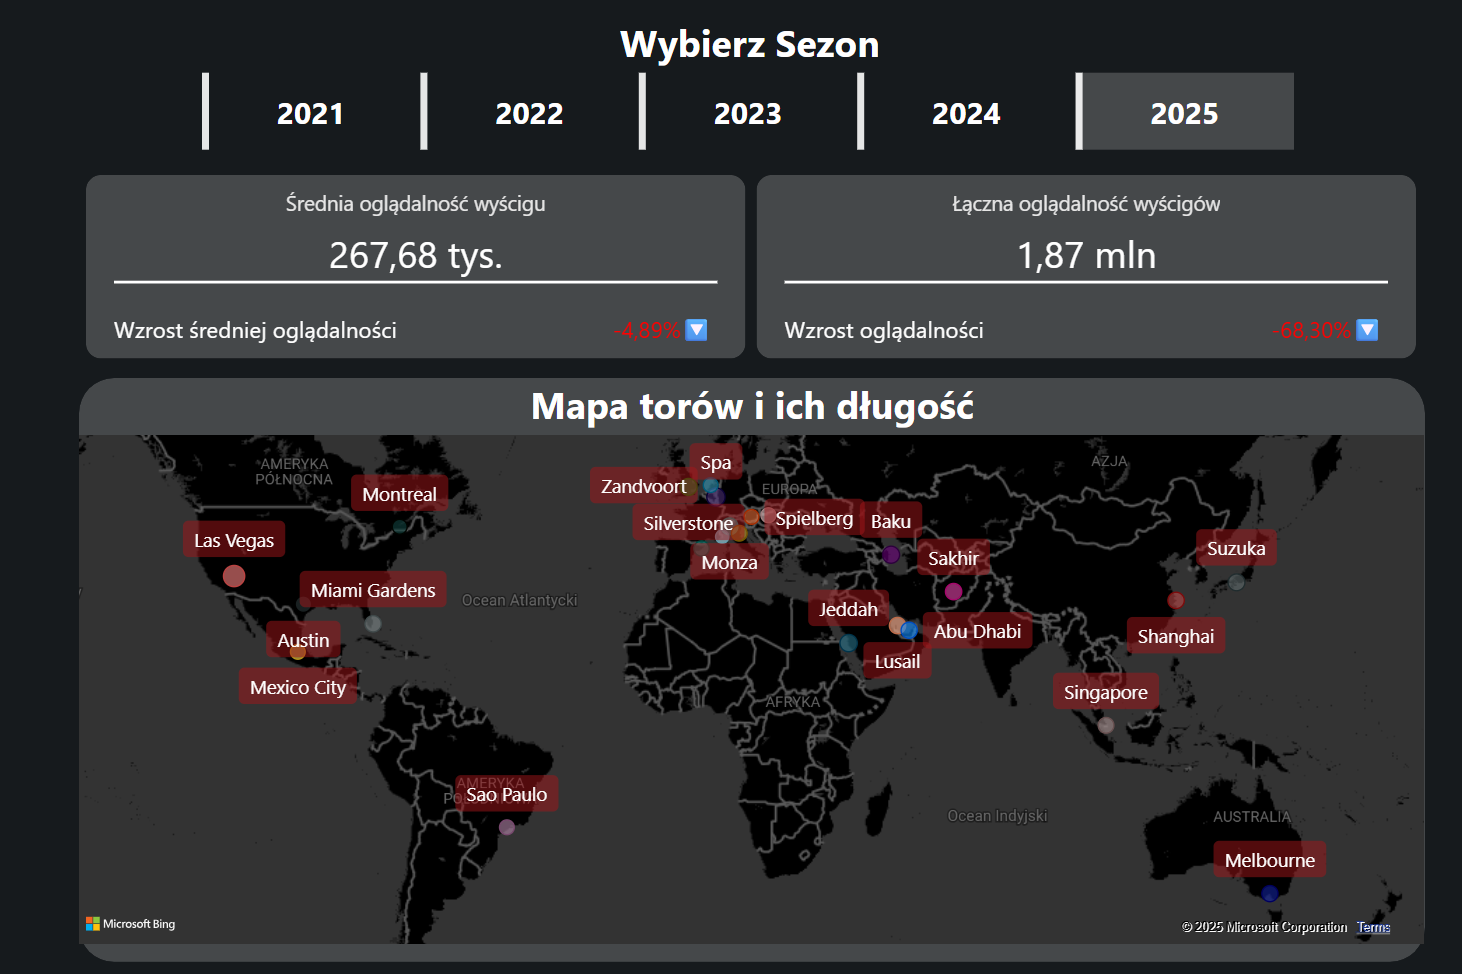 Wybierz Sezon
2021
2022
2023
2024
2025
Średnia oglądalność wyścigu
267,68 tys.
Wzrost średniej oglądalności
-4,89%
Łączna oglądalność wyścigów
1,87 mln
Wzrost oglądalności
-68,30%
Mapa torów i ich długość
AMERYKA
PÓŁNOCNA
Montreal
Las Vegas
Miami Gardens
Austin
Mexico City
Ocean Atlantycki
Spa
Zandvoort
EUROPA
Silverstone
Spielberg
Baku
Monza
Sakhir
Jeddah
Abu Dhabi
Lusail
AZJA
Suzuka
Shanghai
Singapore
AFRYKA
AMERYKA
Sao Paulo
Ocean Indyjski
AUSTRALIA
Melbourne
Microsoft Bing
© 2025 Microsoft Corporation Terms